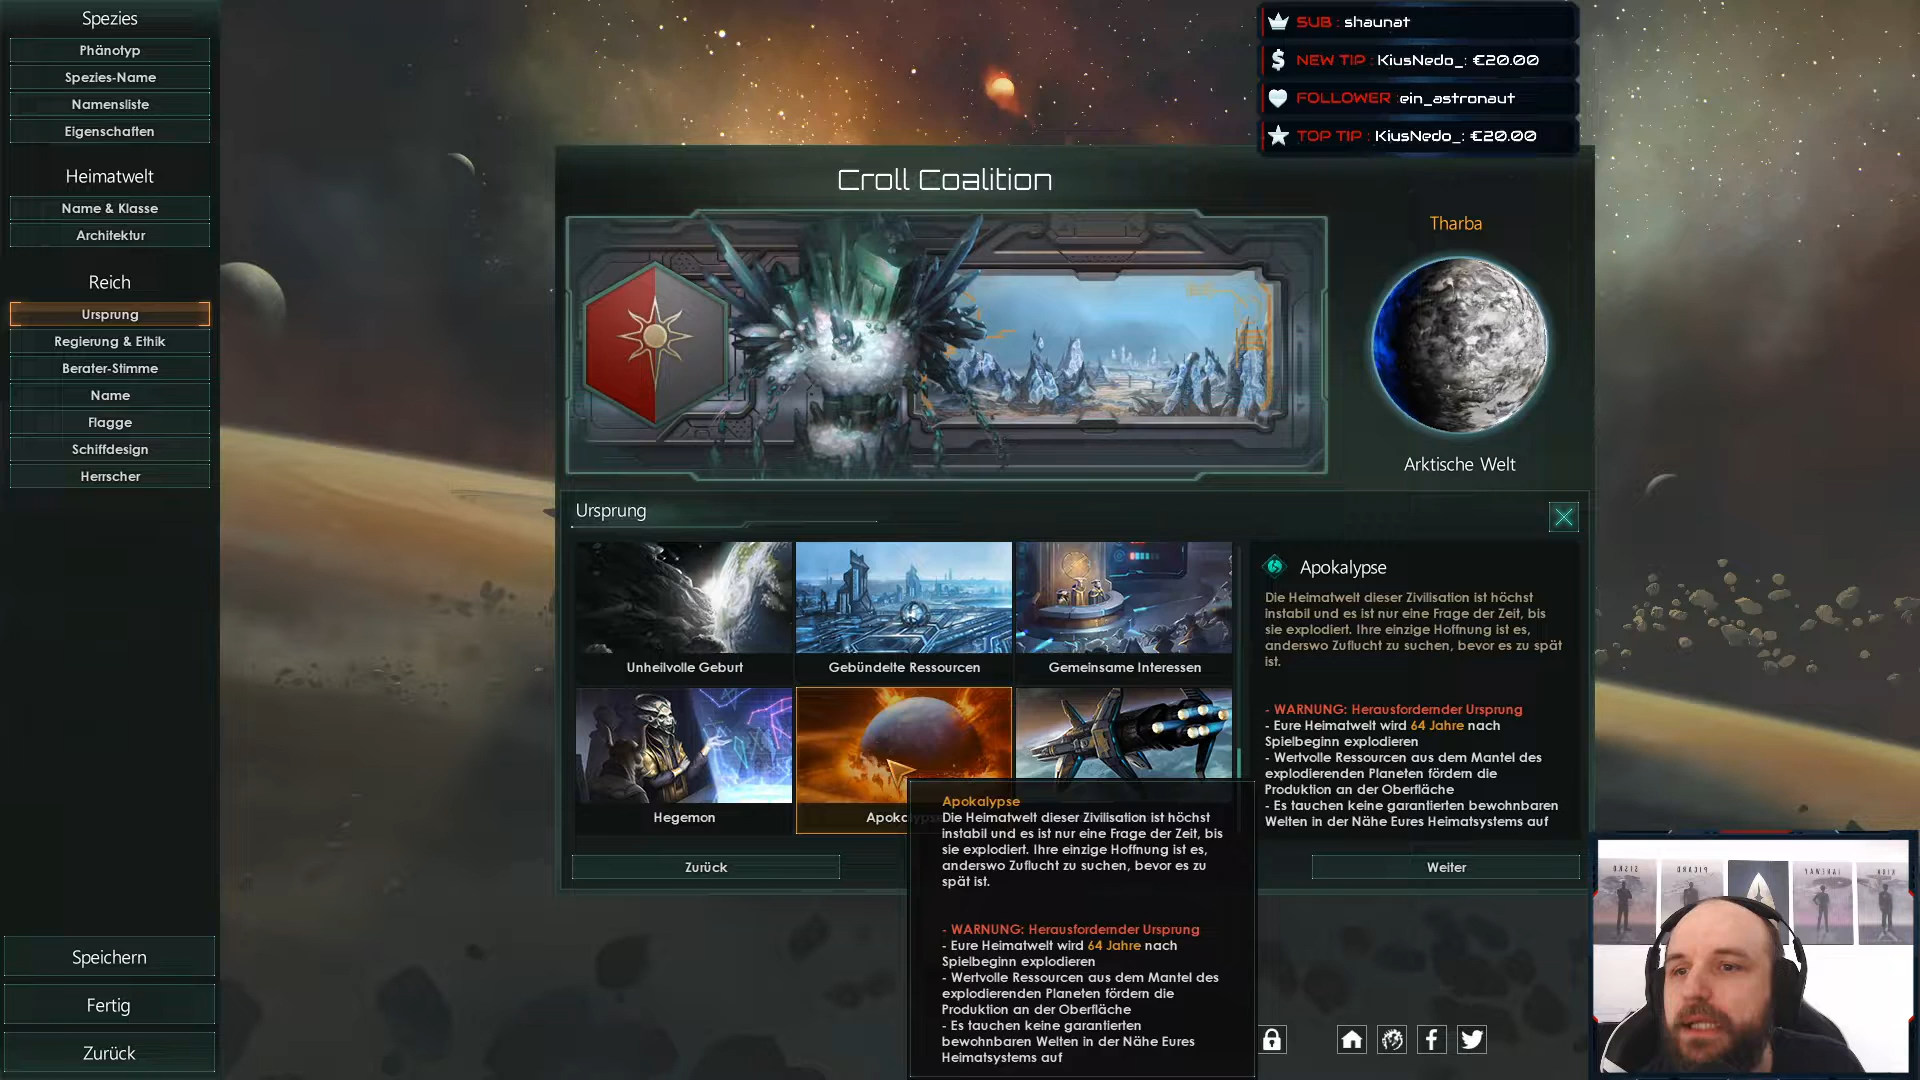 Spezies
Phänotyp
Spezies-Name
Namensliste
Eigenschaften
Heimatwelt
Name & Klasse
Architektur
Reich
Ursprung
Regierung & Ethik
Berater-Stimme
Name
Flagge
Schiffdesign
Herrscher
Speichern
Fertig
Zurück
SUB : shaunat
NEW TIP : KiusNedo_: €20.00
FOLLOWER : ein_astronaut
TOP TIP : KiusNedo_: €20.00
Croll Coalition
Tharba
Arktische Welt
Ursprung
Unheilvolle Geburt
Gebündelte Ressourcen
Gemeinsame Interessen
Hegemon
Apokalypse
Zurück
Weiter
Apokalypse
Die Heimatwelt dieser Zivilisation ist höchst
instabil und es ist nur eine Frage der Zeit, bis
sie explodiert. Ihre einzige Hoffnung ist es,
anderswo Zuflucht zu suchen, bevor es zu spät
ist.
- WARNUNG: Herausfordernder Ursprung
- Eure Heimatwelt wird 64 Jahre nach
Spielbeginn explodieren
- Wertvolle Ressourcen aus dem Mantel des
explodierenden Planeten fördern die
Produktion an der Oberfläche
- Es tauchen keine garantierten bewohnbaren
Welten in der Nähe Eures Heimatsystems auf
Apokalypse
Die Heimatwelt dieser Zivilisation ist höchst
instabil und es ist nur eine Frage der Zeit, bis
sie explodiert. Ihre einzige Hoffnung ist es,
anderswo Zuflucht zu suchen, bevor es zu
spät ist.
- WARNUNG: Herausfordernder Ursprung
- Eure Heimatwelt wird 64 Jahre nach
Spielbeginn explodieren
- Wertvolle Ressourcen aus dem Mantel des
explodierenden Planeten fördern die
Produktion an der Oberfläche
- Es tauchen keine garantierten
bewohnbaren Welten in der Nähe Eures
Heimatsystems auf
SISKO
PICARD
JANEWAY